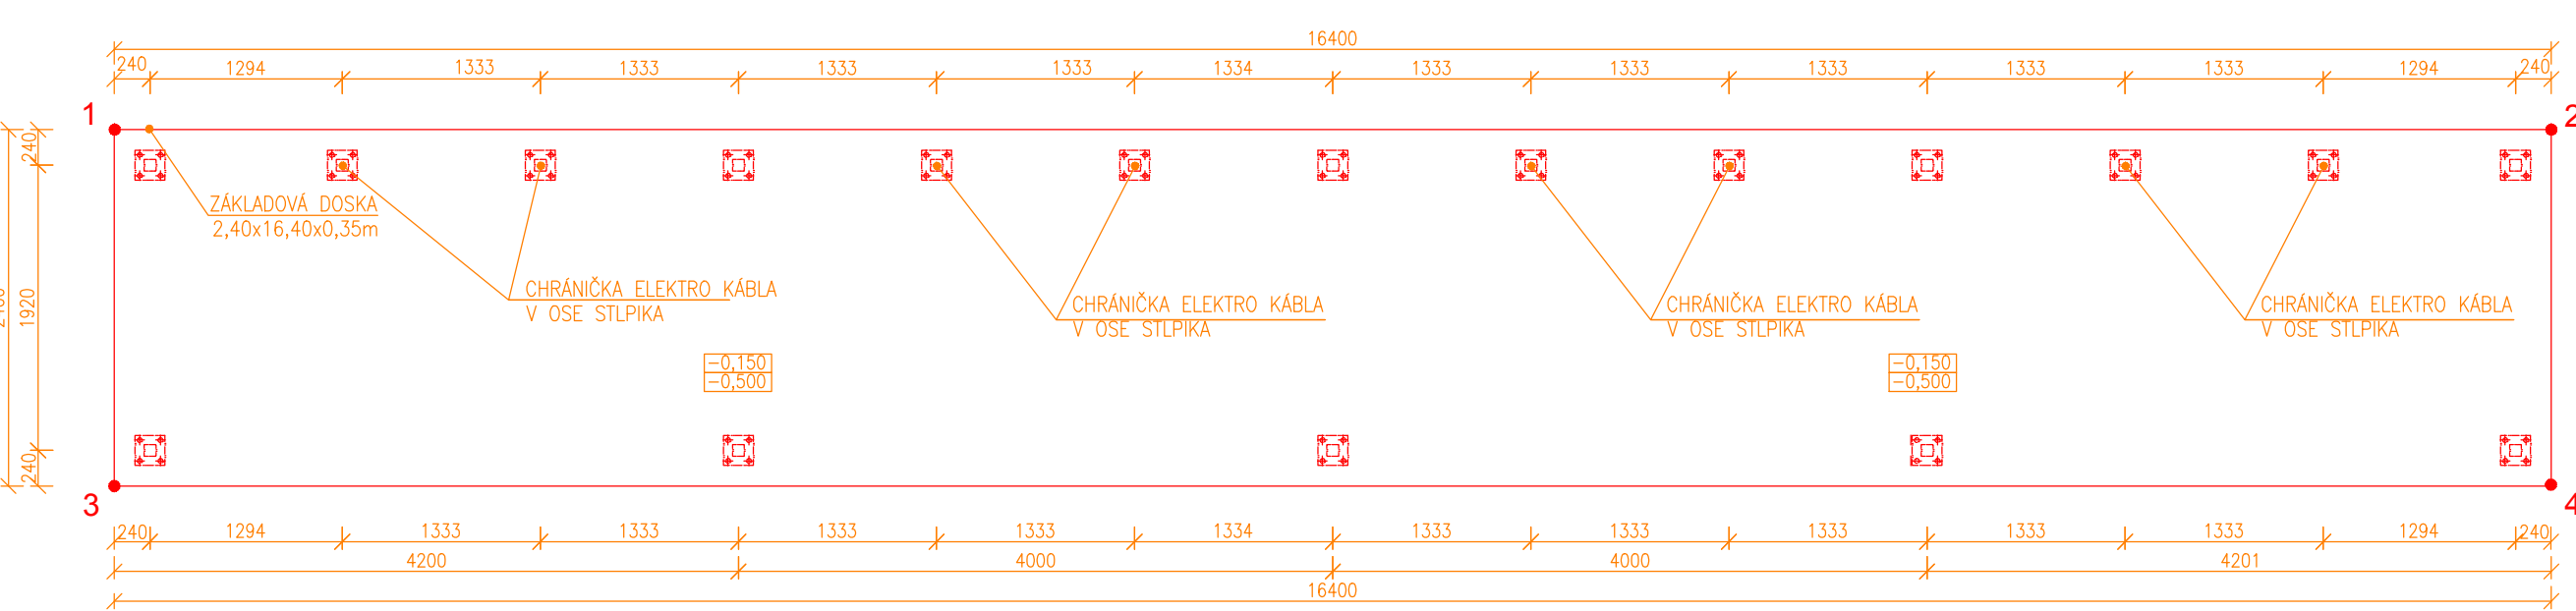 16400
240 1294 1333 1333 1333 1333 1334 1333 1333 1333 1333 1333 1294 240
1 2
240
1920
240
ZÁKLADOVÁ DOSKA
2,40x16,40x0,35m
CHRÁNIČKA ELEKTRO KÁBLA
V OSE STLPIKA
CHRÁNIČKA ELEKTRO KÁBLA
V OSE STLPIKA
CHRÁNIČKA ELEKTRO KÁBLA
V OSE STLPIKA
CHRÁNIČKA ELEKTRO KÁBLA
V OSE STLPIKA
-0,150
-0,500
-0,150
-0,500
3 4
240 1294 1333 1333 1333 1333 1334 1333 1333 1333 1333 1333 1294 240
4200 4000 4000 4201
16400